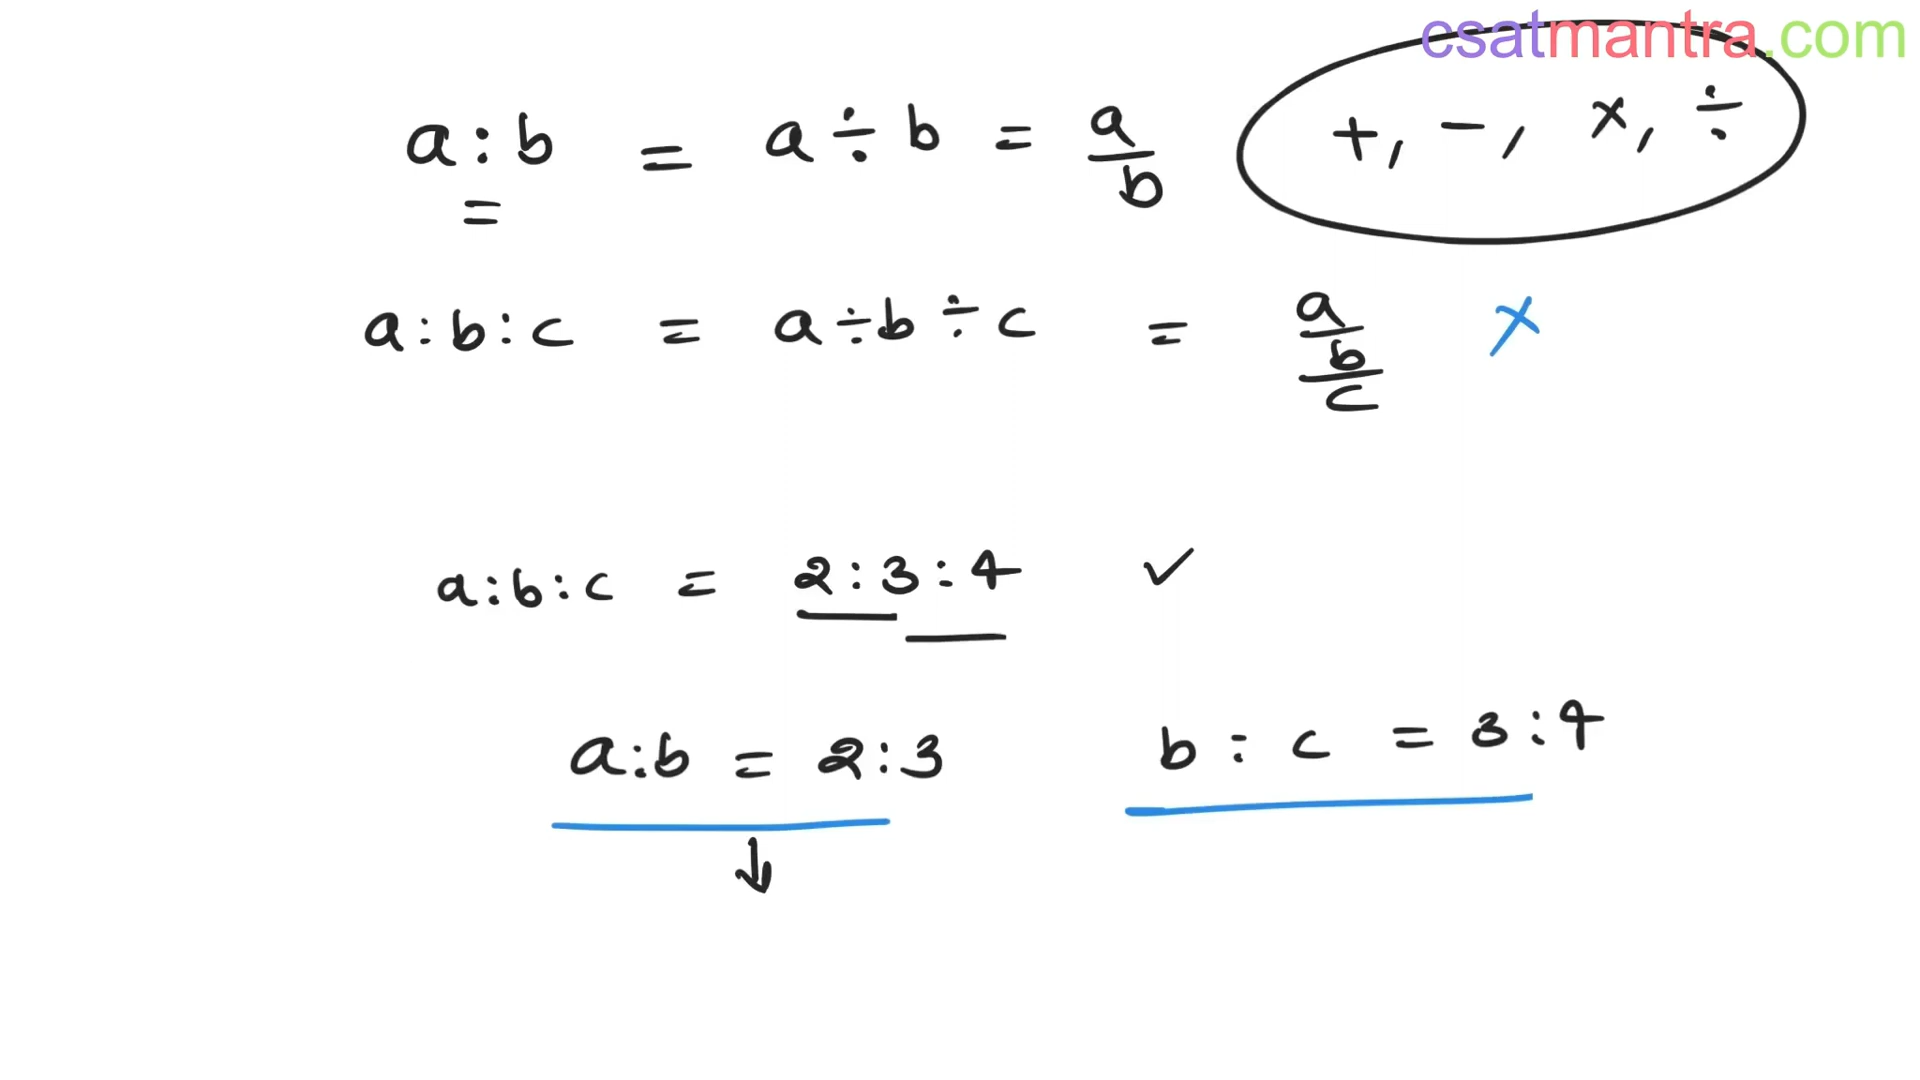 csatmantra.com
a : b = a ÷ b = a/b +, -, ×, ÷
=
a : b : c = a ÷ b ÷ c = a/b/c ×
a : b : c = 2 : 3 : 4 ✓
a : b = 2 : 3 b : c = 3 : 4
↓